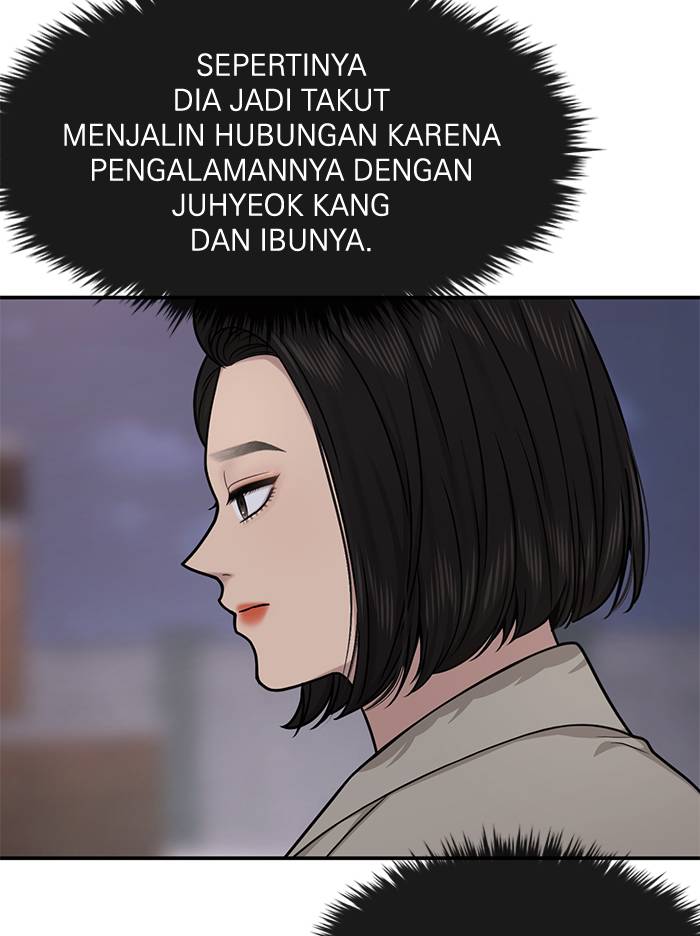 SEPERTINYA
DIA JADI TAKUT
MENJALIN HUBUNGAN KARENA
PENGALAMANNYA DENGAN
JUHYEOK KANG
DAN IBUNYA.